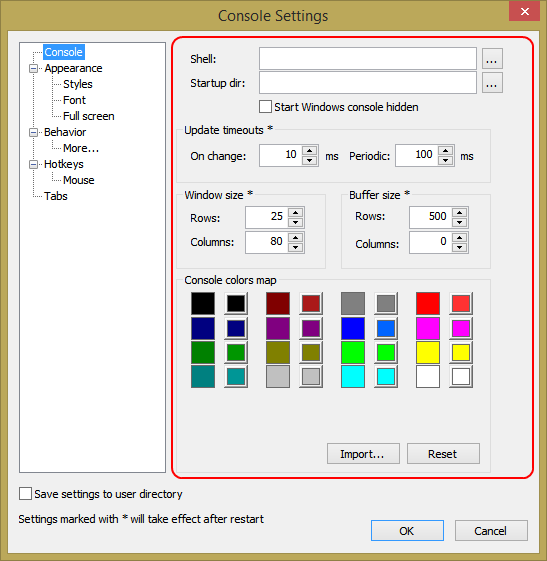 Console Settings
Console
Appearance
Styles
Font
Full screen
Behavior
More...
Hotkeys
Mouse
Tabs
Shell: ...
Startup dir: ...
Start Windows console hidden
Update timeouts *
On change: 10 ms Periodic: 100 ms
Window size * Buffer size *
Rows: 25 Rows: 500
Columns: 80 Columns: 0
Console colors map
Import... Reset
Save settings to user directory
Settings marked with * will take effect after restart
OK Cancel